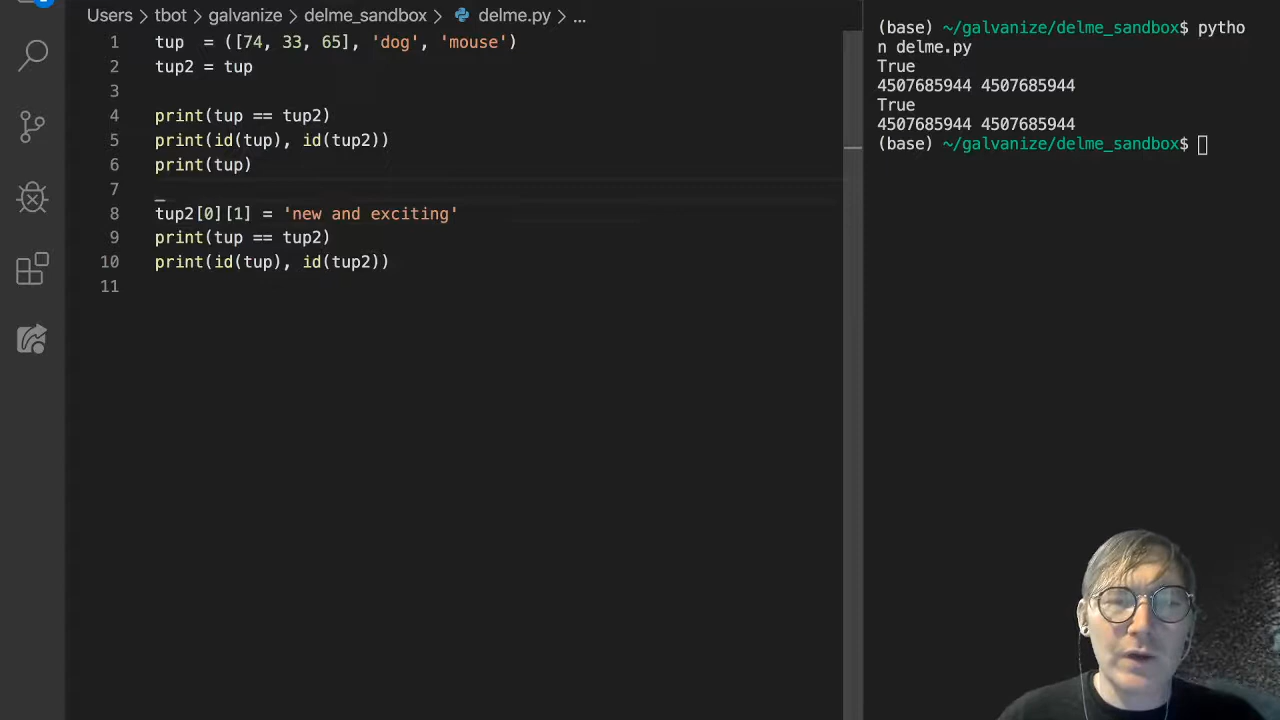 Users > tbot > galvanize > delme_sandbox > delme.py > ...
1 tup  = ([74, 33, 65], 'dog', 'mouse')
2 tup2 = tup
3
4 print(tup == tup2)
5 print(id(tup), id(tup2))
6 print(tup)
7
8 tup2[0][1] = 'new and exciting'
9 print(tup == tup2)
10 print(id(tup), id(tup2))
11
(base) ~/galvanize/delme_sandbox$ pytho
n delme.py
True
4507685944 4507685944
True
4507685944 4507685944
(base) ~/galvanize/delme_sandbox$